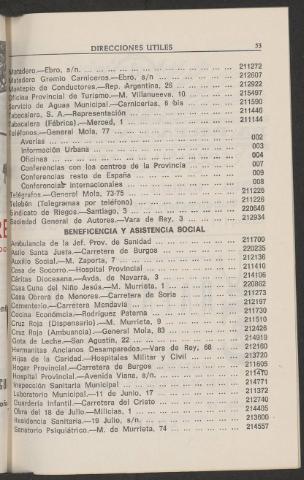 DIRECCIONES UTILES 53
Matadero.—Ebro, s/n. ... 211272
Matadero Gremio Carniceros.—Ebro, s/n ... 212607
Montepío de Conductores.—Rep. Argentina, 26 ... 212922
Oficina Provincial de Turismo.—M. Villanueva, 10 ... 215497
Servicio de Aguas Municipal.—Carnicerías, 6 bis ... 211590
Tabacalera, S. A.—Representación ... 211440
Tabacalera (Fábrica).—Merced, 1 ... 211144
Teléfonos.—General Mola, 77 ...
Averías ... 002
Información Urbana ... 003
Oficinas ... 004
Conferencias con los centros de la Provincia ... 007
Conferencias resto de España ... 009
Conferencias internacionales ... 008
Telégrafos.—General Mola, 73-75 ... 211228
Telebén (Telegramas por teléfono) ... 211228
Sindicato de Riegos.—Santiago, 3 ... 220640
Sociedad General de Autores.—Vara de Rey, 3 ... 212934
BENEFICENCIA Y ASISTENCIA SOCIAL
Ambulancia de la Jef. Prov. de Sanidad ... 211700
Asilo Santa Justa.—Carretera de Burgos ... 220235
Auxilio Social.—M. Zaporta, 7 ... 212136
Casa de Socorro.—Hospital Provincial ... 211410
Cáritas Diocesana.—Avda. de Navarra, 3 ... 214106
Casa Cuna del Niño Jesús.—M. Murrieta, 1 ... 220802
Casa Obrera de Menores.—Carretera de Soria ... 211273
Cementerio.—Carretera Mendavia ... 212197
Cocina Económica.—Rodríguez Paterna ... 211730
Cruz Roja (Dispensario).—M. Murrieta, 9 ... 211510
Cruz Roja (Ambulancia).—General Mola, 83 ... 212426
Gota de Leche.—San Agustín, 22 ... 214919
Hermanitas Ancianos Desamparados.—Vara de Rey, 58 ... 212160
Hijas de la Caridad.—Hospitales Militar y Civil ... 213720
Hogar Provincial.—Carretera de Burgos ... 211605
Hospital Provincial.—Avenida Viana, s/n. ... 211410
Inspección Sanitaria Municipal ... 214771
Laboratorio Municipal.—11 de Junio, 17 ... 211372
Guardería Infantil.—Carretera del Cristo ... 212740
Obra del 18 de Julio.—Milicias, 1 ... 214405
Residencia Sanitaria.—19 Julio, s/n. ... 213600
Sanatorio Psiquiátrico.—M. de Murrieta, 74 ... 214557